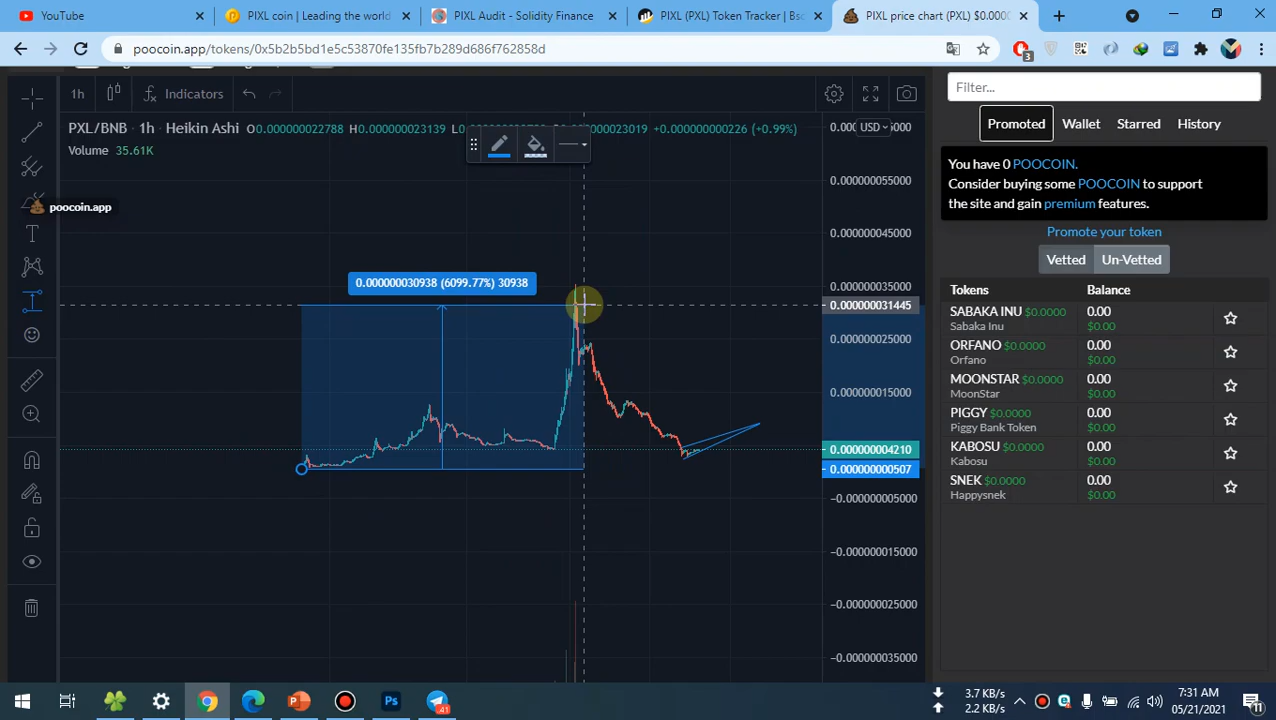 YouTube
PIXL coin | Leading the world
PIXL Audit - Solidity Finance
PIXL (PXL) Token Tracker | Bsc
PIXL price chart (PXL) $0.000
poocoin.app/tokens/0x5b2b5bd1e5c53870fe135fb7b289d686f762858d
3
1h
Indicators
PXL/BNB · 1h · Heikin Ashi O0.000000022788 H0.000000023139 +0.000000000226 (+0.99%)
Volume 35.61K
USD
0.000000055000
0.000000045000
0.000000035000
0.000000031445
0.000000025000
0.000000015000
0.000000004210
0.000000000507
−0.000000005000
−0.000000015000
−0.000000025000
−0.000000035000
poocoin.app
0.000000030938 (6099.77%) 30938
Filter...
Promoted Wallet Starred History
You have 0 POOCOIN.
Consider buying some POOCOIN to support
the site and gain premium features.
Promote your token
Vetted Un-Vetted
Tokens Balance
SABAKA INU $0.0000 0.00
Sabaka Inu $0.00
ORFANO $0.0000 0.00
Orfano $0.00
MOONSTAR $0.0000 0.00
MoonStar $0.00
PIGGY $0.0000 0.00
Piggy Bank Token $0.00
KABOSU $0.0000 0.00
Kabosu $0.00
SNEK $0.0000 0.00
Happysnek $0.00
Ps
41
3.7 KB/s
2.2 KB/s
7:31 AM
05/21/2021
11